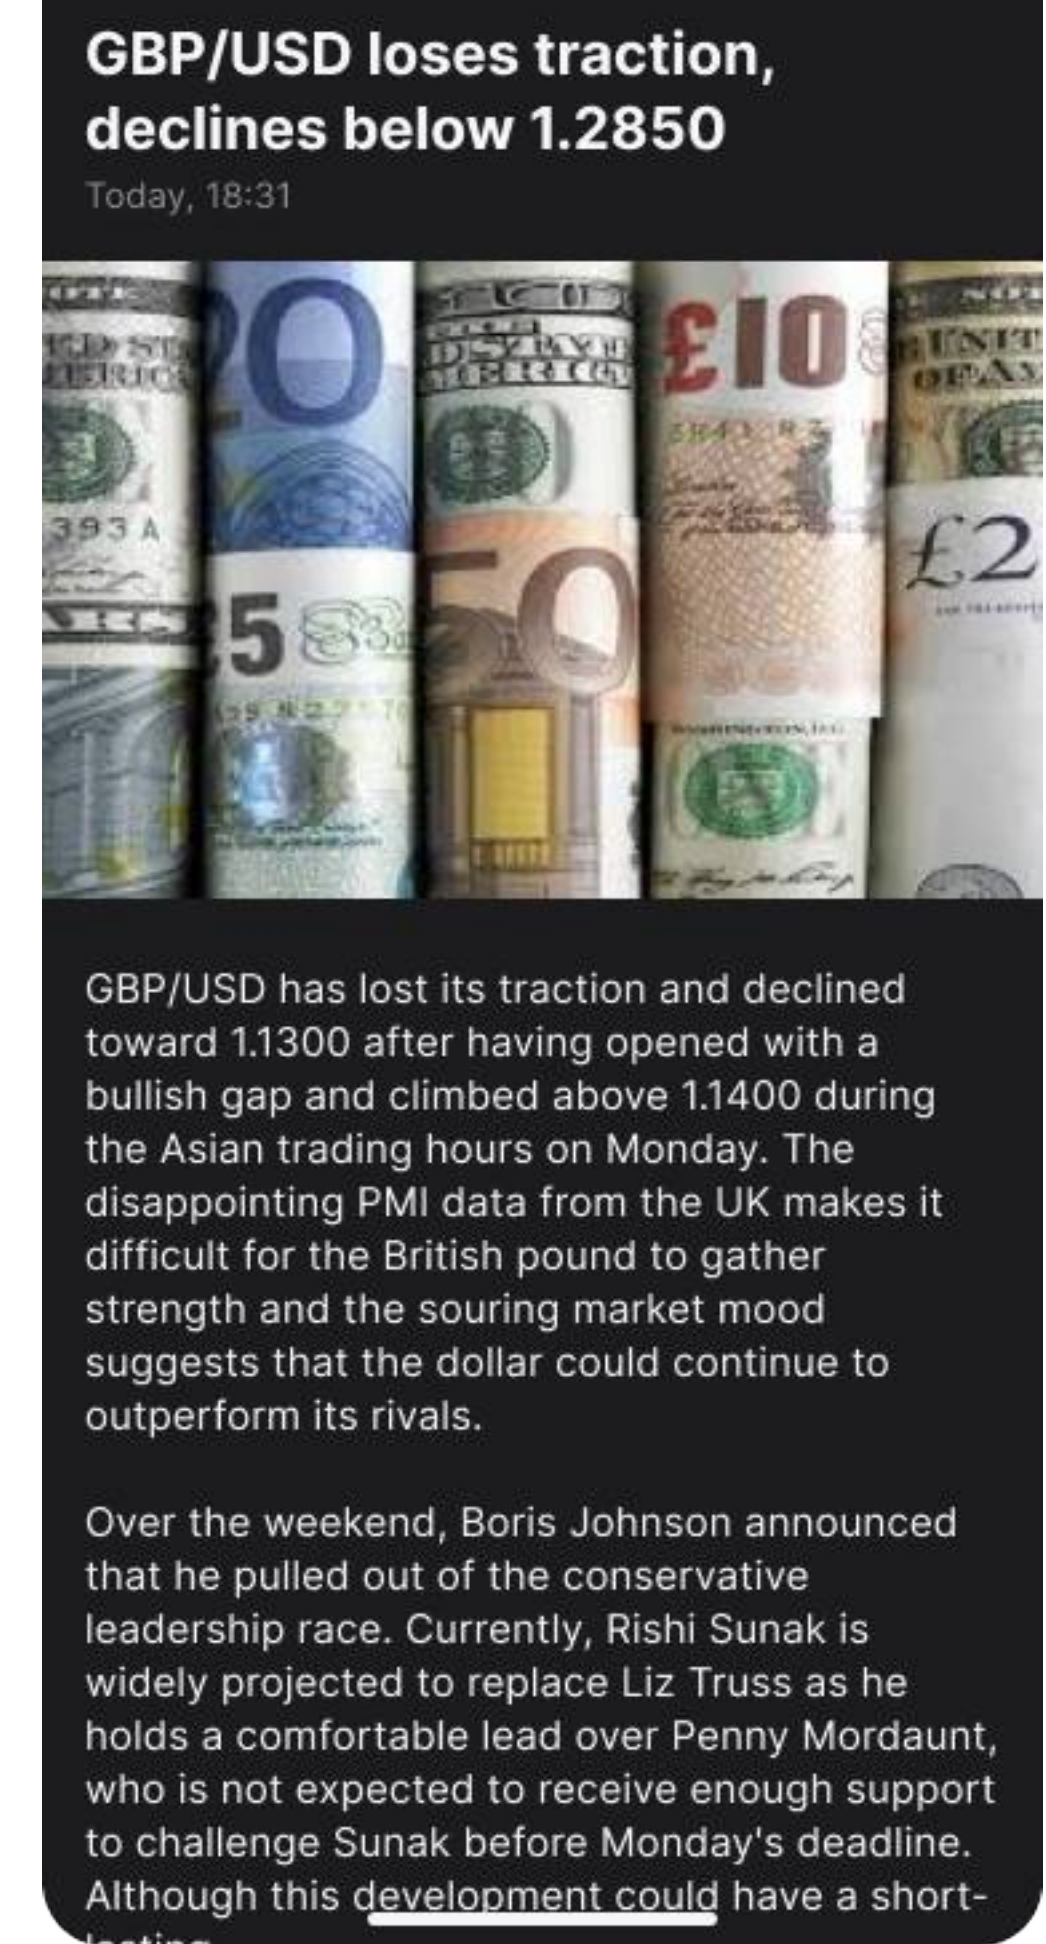 GBP/USD loses traction,
declines below 1.2850
Today, 18:31
20
£10
UNIT
393 A
£2
50
5
GBP/USD has lost its traction and declined
toward 1.1300 after having opened with a
bullish gap and climbed above 1.1400 during
the Asian trading hours on Monday. The
disappointing PMI data from the UK makes it
difficult for the British pound to gather
strength and the souring market mood
suggests that the dollar could continue to
outperform its rivals.
Over the weekend, Boris Johnson announced
that he pulled out of the conservative
leadership race. Currently, Rishi Sunak is
widely projected to replace Liz Truss as he
holds a comfortable lead over Penny Mordaunt,
who is not expected to receive enough support
to challenge Sunak before Monday's deadline.
Although this development could have a short-